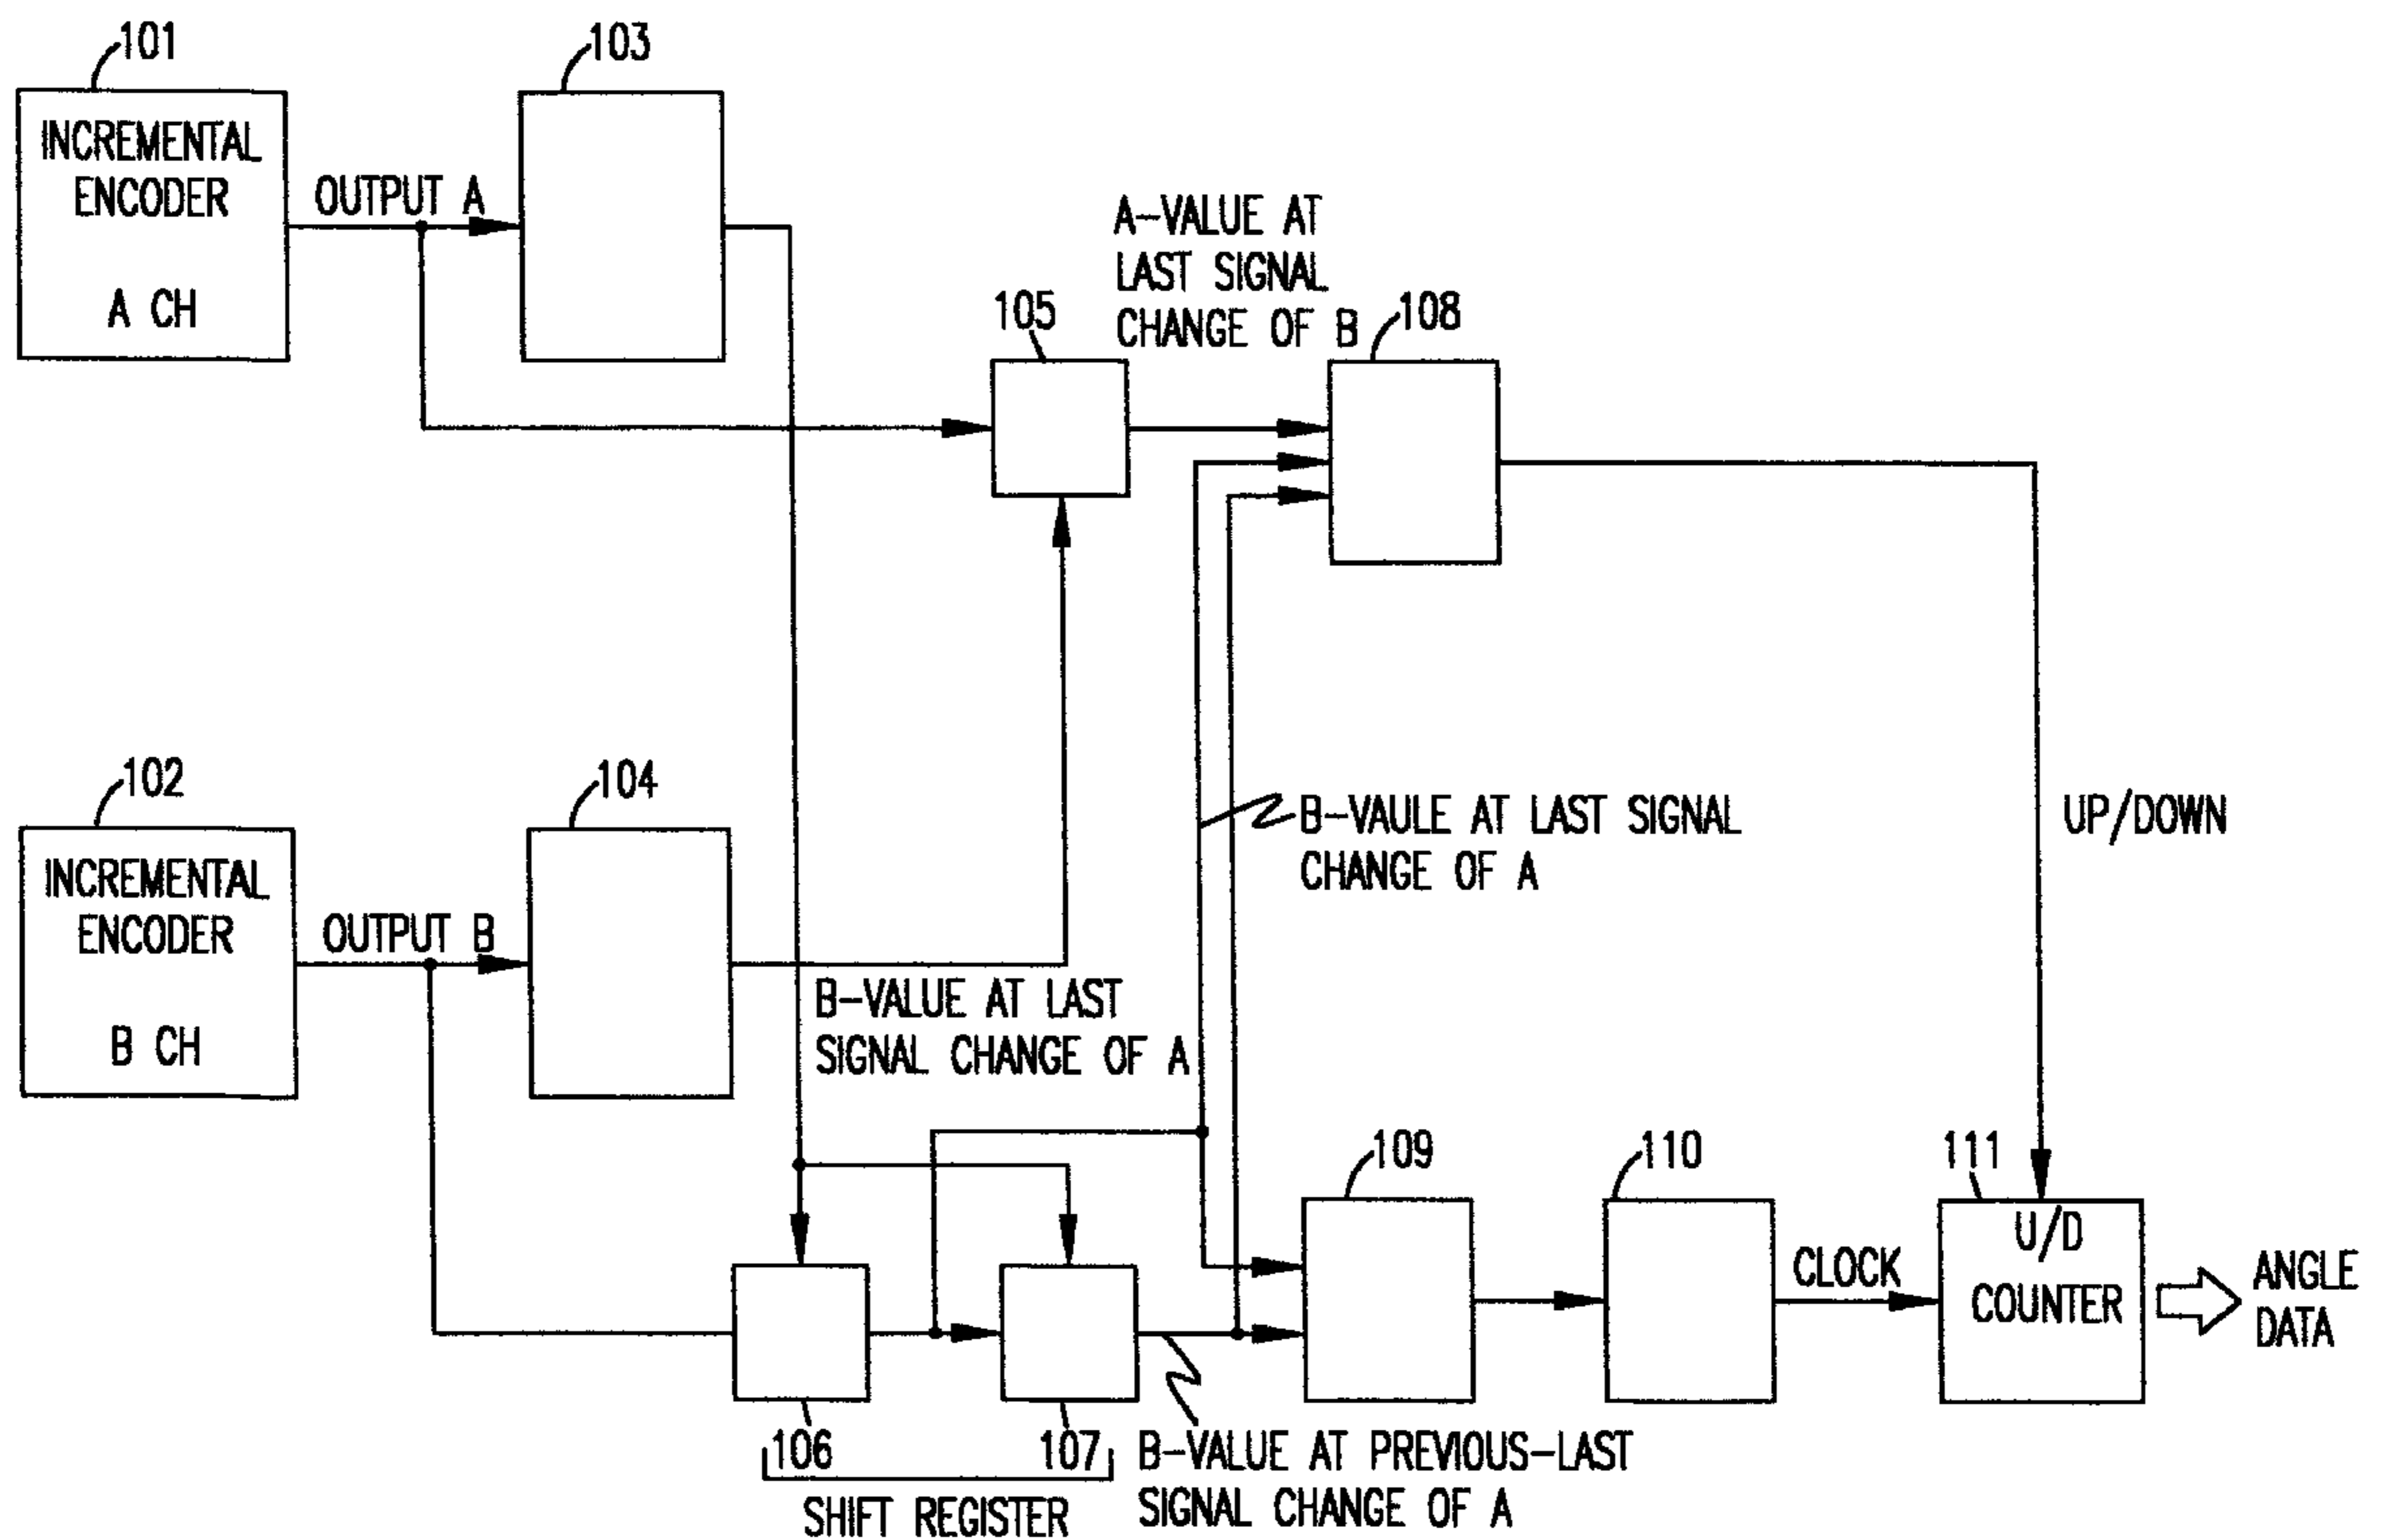 101
103
INCREMENTAL
ENCODER
A CH
OUTPUT A
A-VALUE AT
LAST SIGNAL
CHANGE OF B
105
108
102
104
INCREMENTAL
ENCODER
B CH
OUTPUT B
B-VAULE AT LAST SIGNAL
CHANGE OF A
UP/DOWN
B-VALUE AT LAST
SIGNAL CHANGE OF A
109
110
111
U/D
COUNTER
CLOCK
ANGLE
DATA
106
107
SHIFT REGISTER
B-VALUE AT PREVIOUS-LAST
SIGNAL CHANGE OF A